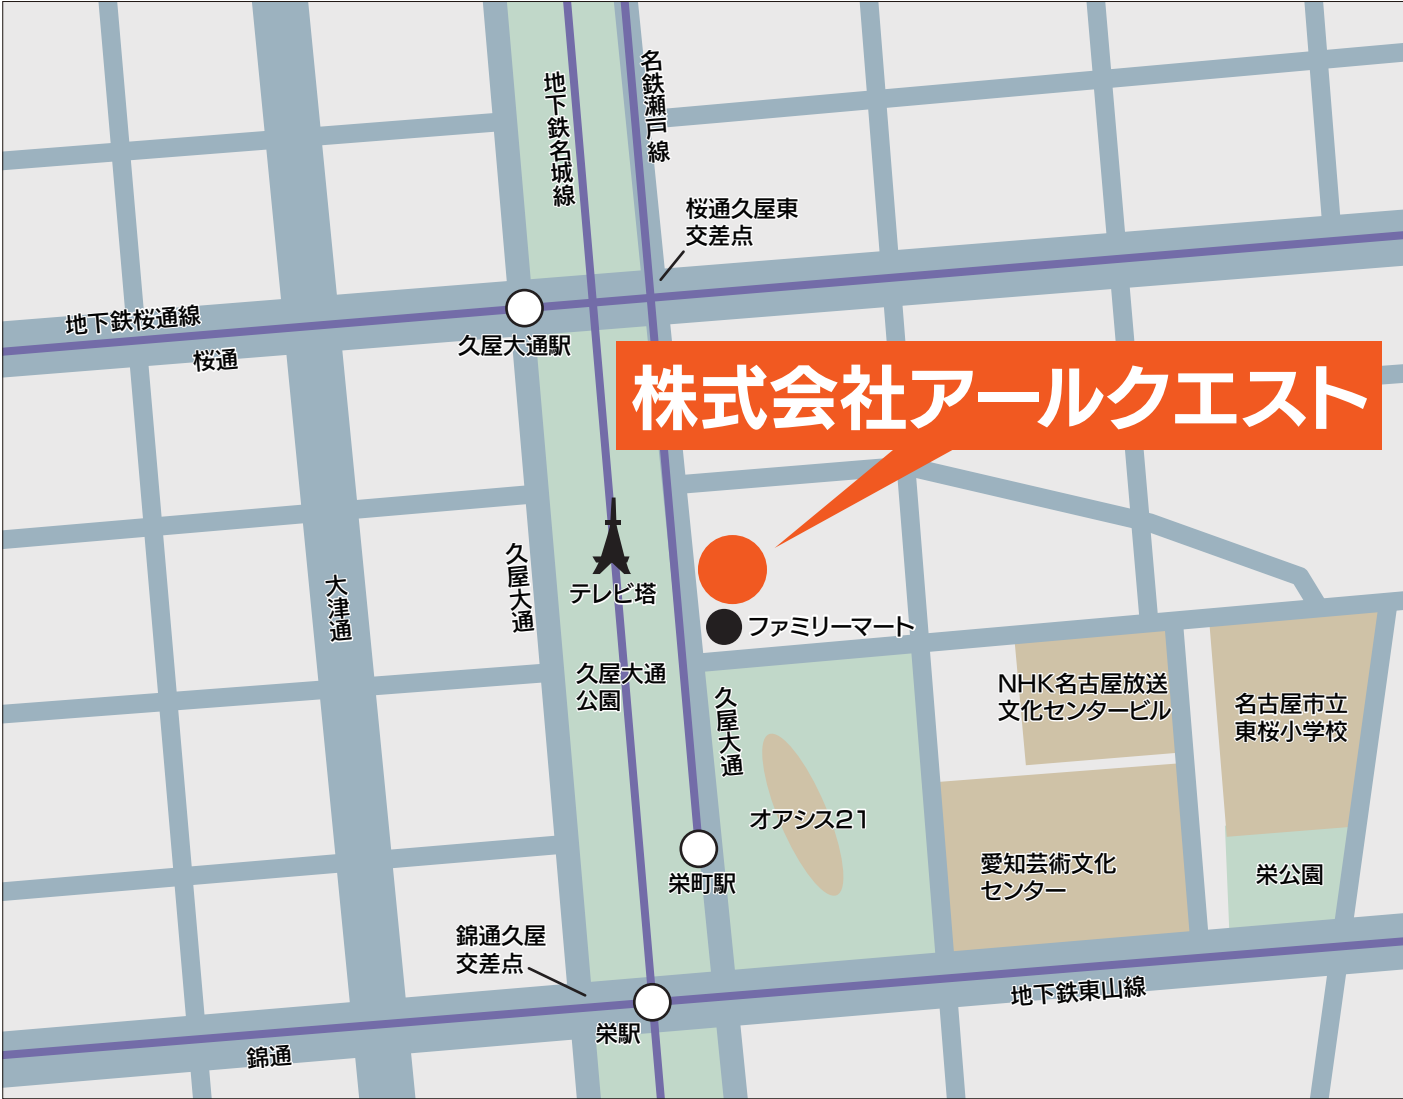 地下鉄名城線
名鉄瀬戸線
桜通久屋東
交差点
地下鉄桜通線
桜通
久屋大通駅
株式会社アールクエスト
大津通
久屋大通
テレビ塔
ファミリーマート
久屋大通
公園
久屋大通
NHK名古屋放送
文化センタービル
名古屋市立
東桜小学校
オアシス21
栄町駅
愛知芸術文化
センター
栄公園
錦通久屋
交差点
栄駅
地下鉄東山線
錦通